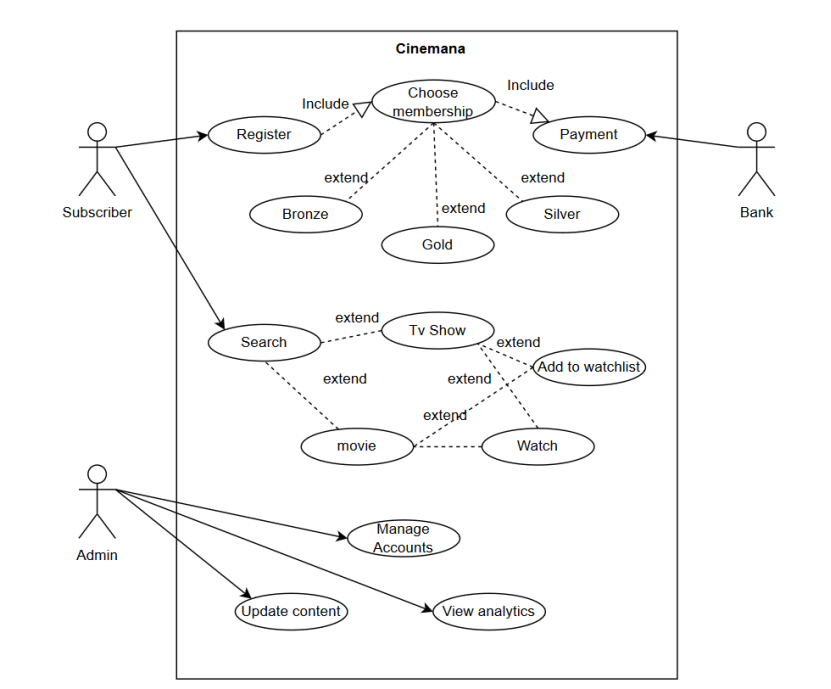 Cinemana
Include
Choose
membership
Include
Register
Payment
Subscriber
Bank
extend
extend
extend
Bronze
Gold
Silver
extend
Tv Show
Search
extend
extend
extend
Add to watchlist
extend
movie
Watch
Admin
Manage
Accounts
Update content
View analytics